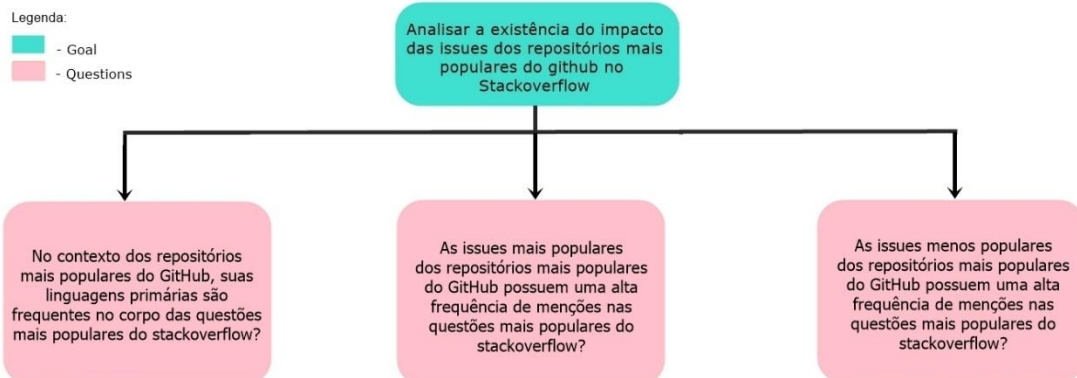 Legenda:
- Goal
- Questions
Analisar a existência do impacto
das issues dos repositórios mais
populares do github no
Stackoverflow
No contexto dos repositórios
mais populares do GitHub, suas
linguagens primárias são
frequentes no corpo das questões
mais populares do stackoverflow?
As issues mais populares
dos repositórios mais populares
do GitHub possuem uma alta
frequência de menções nas
questões mais populares do
stackoverflow?
As issues menos populares
dos repositórios mais populares
do GitHub possuem uma alta
frequência de menções nas
questões mais populares do
stackoverflow?